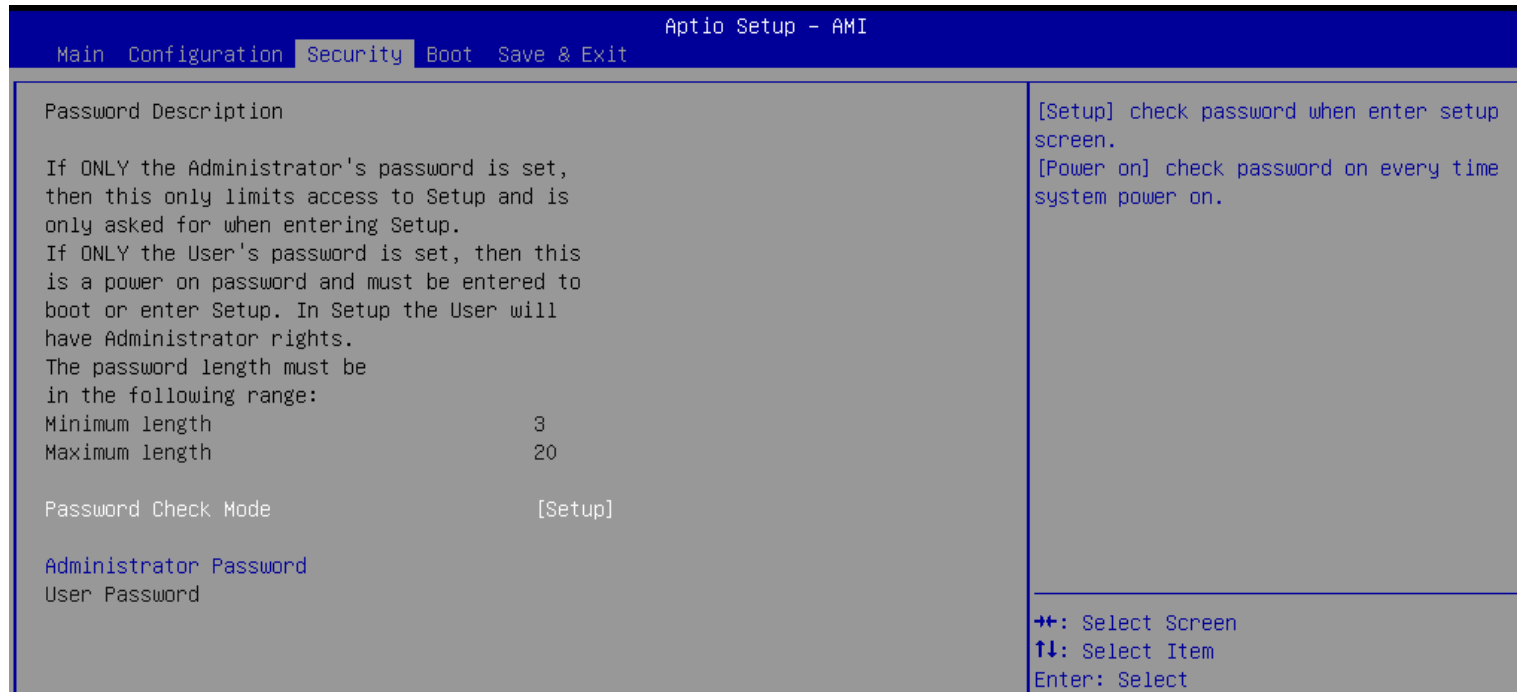 Aptio Setup – AMI
Main Configuration Security Boot Save & Exit
Password Description
If ONLY the Administrator's password is set,
then this only limits access to Setup and is
only asked for when entering Setup.
If ONLY the User's password is set, then this
is a power on password and must be entered to
boot or enter Setup. In Setup the User will
have Administrator rights.
The password length must be
in the following range:
Minimum length 3
Maximum length 20
Password Check Mode [Setup]
Administrator Password
User Password
[Setup] check password when enter setup
screen.
[Power on] check password on every time
system power on.
→←: Select Screen
↑↓: Select Item
Enter: Select